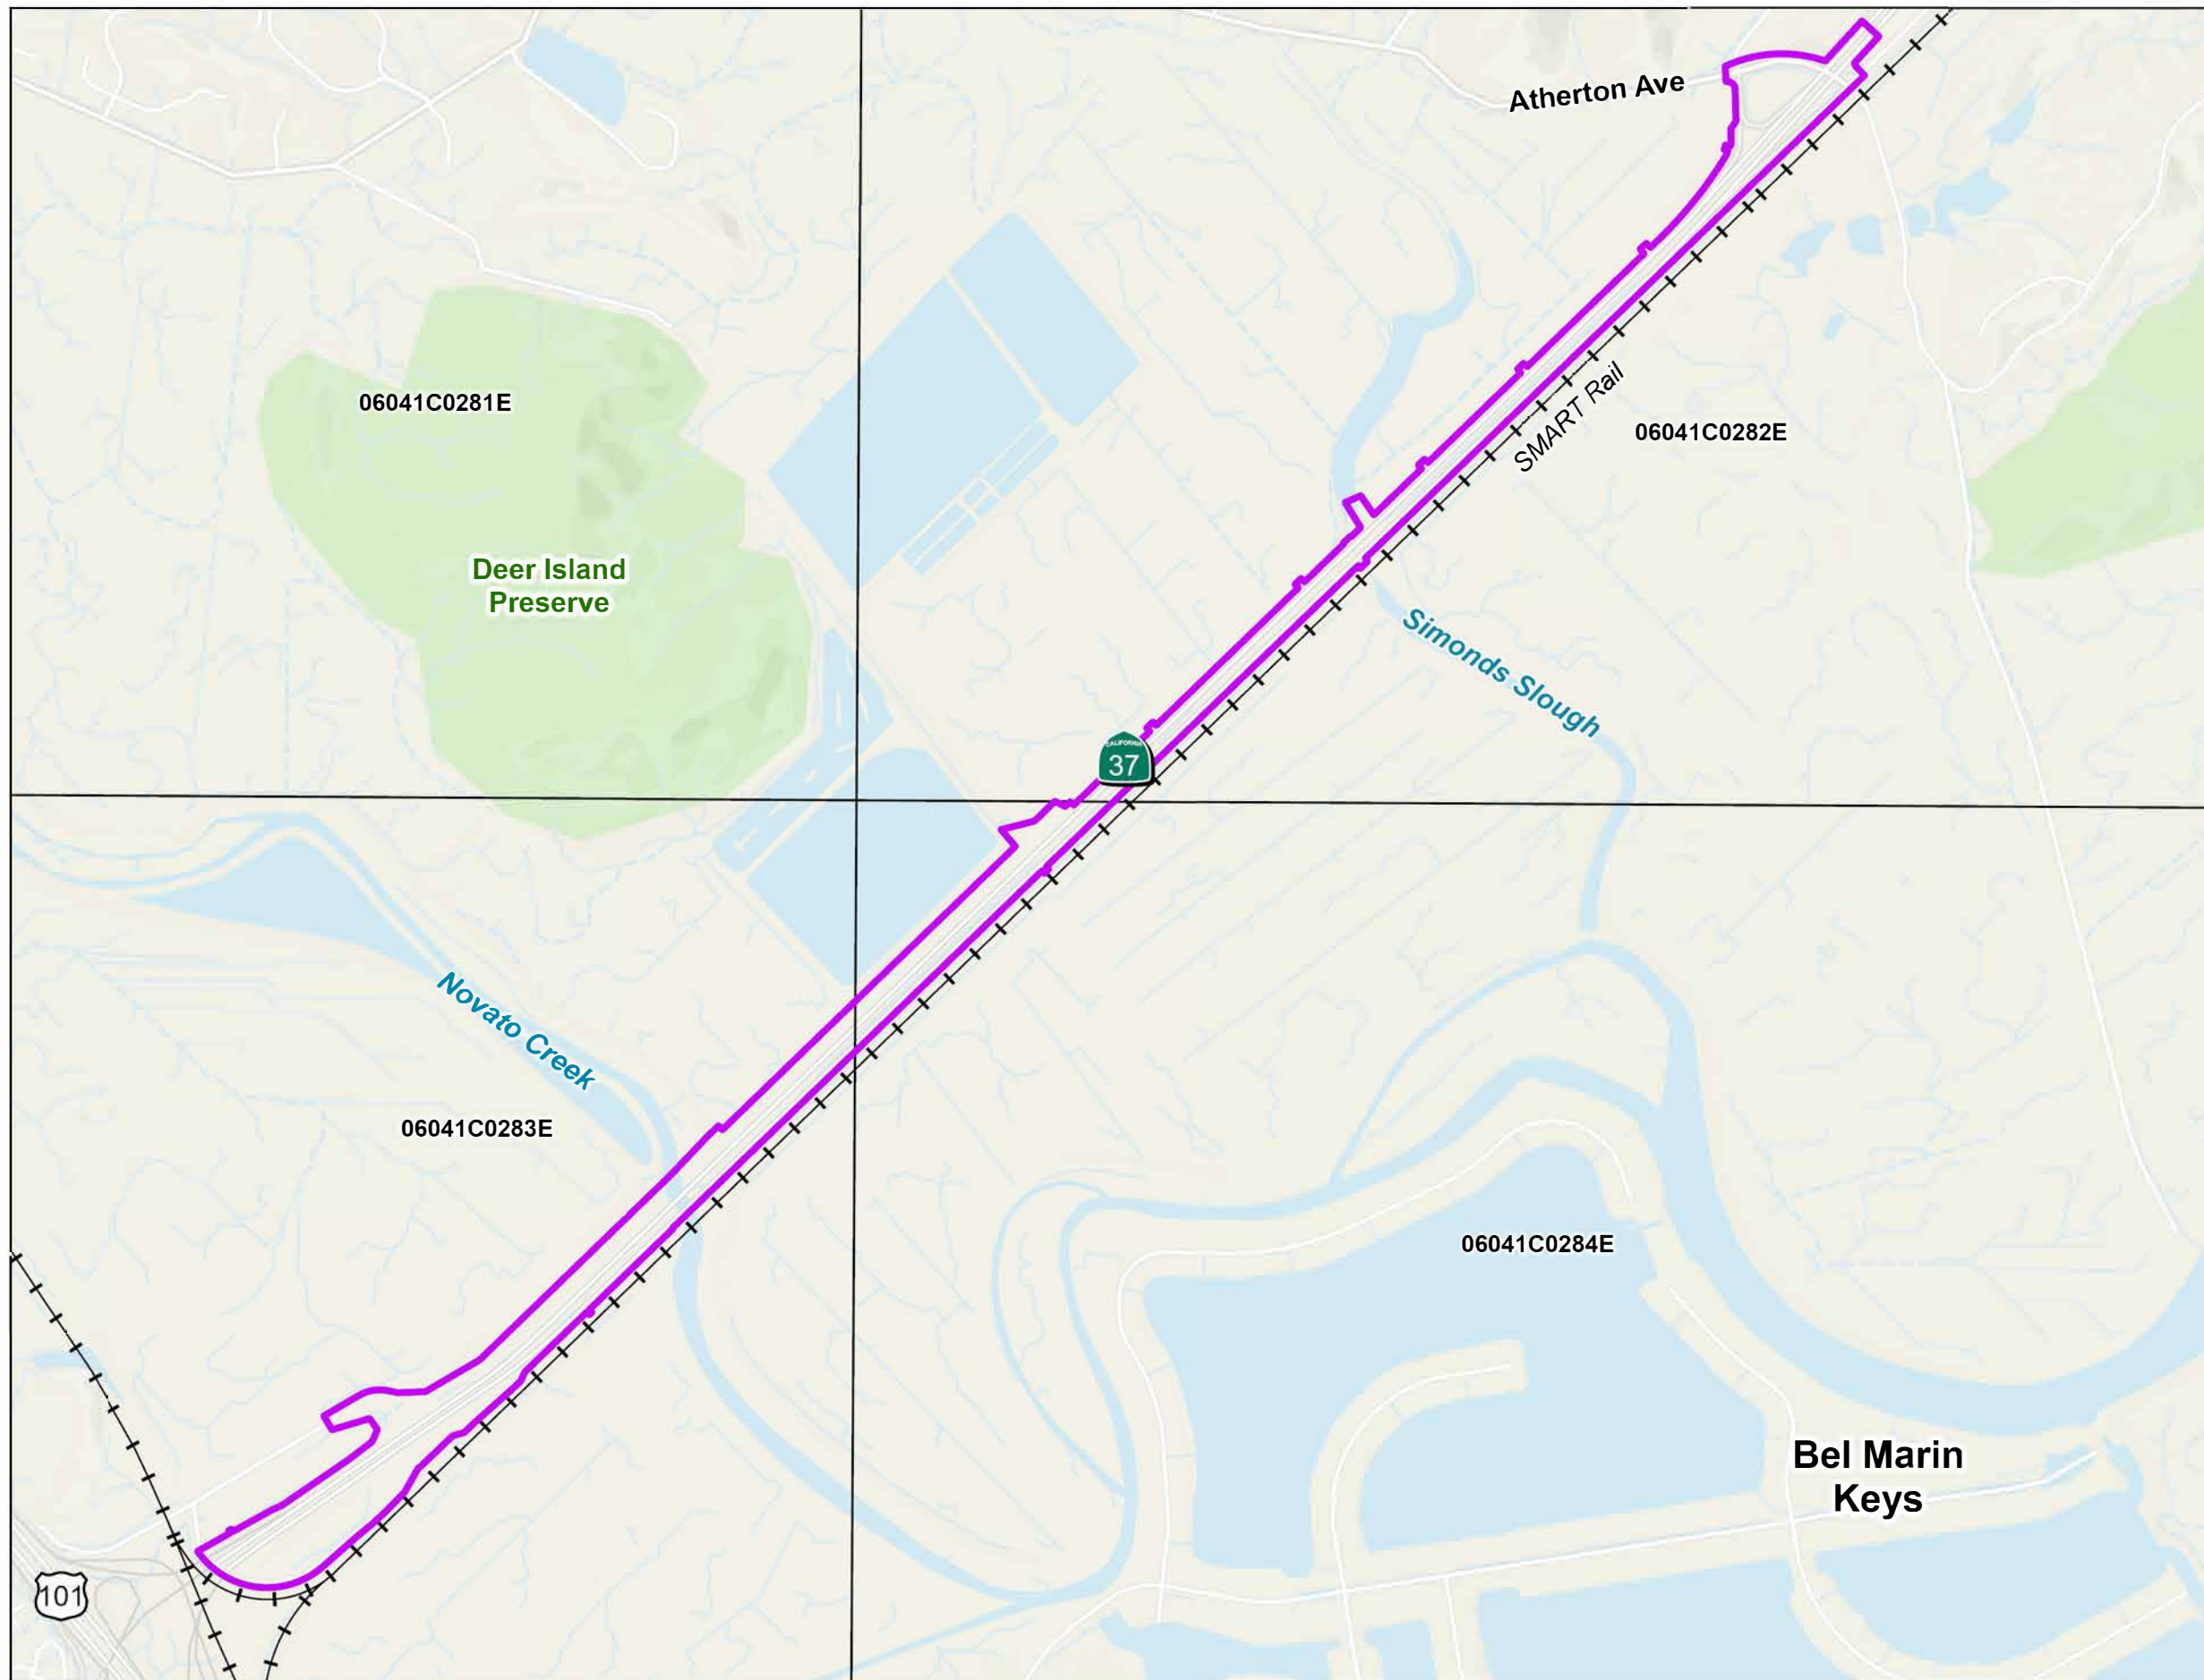 Atherton Ave
06041C0281E
SMART Rail
06041C0282E
Deer Island
Preserve
Simonds Slough
CALIFORNIA
37
Novato Creek
06041C0283E
06041C0284E
Bel Marin
Keys
101